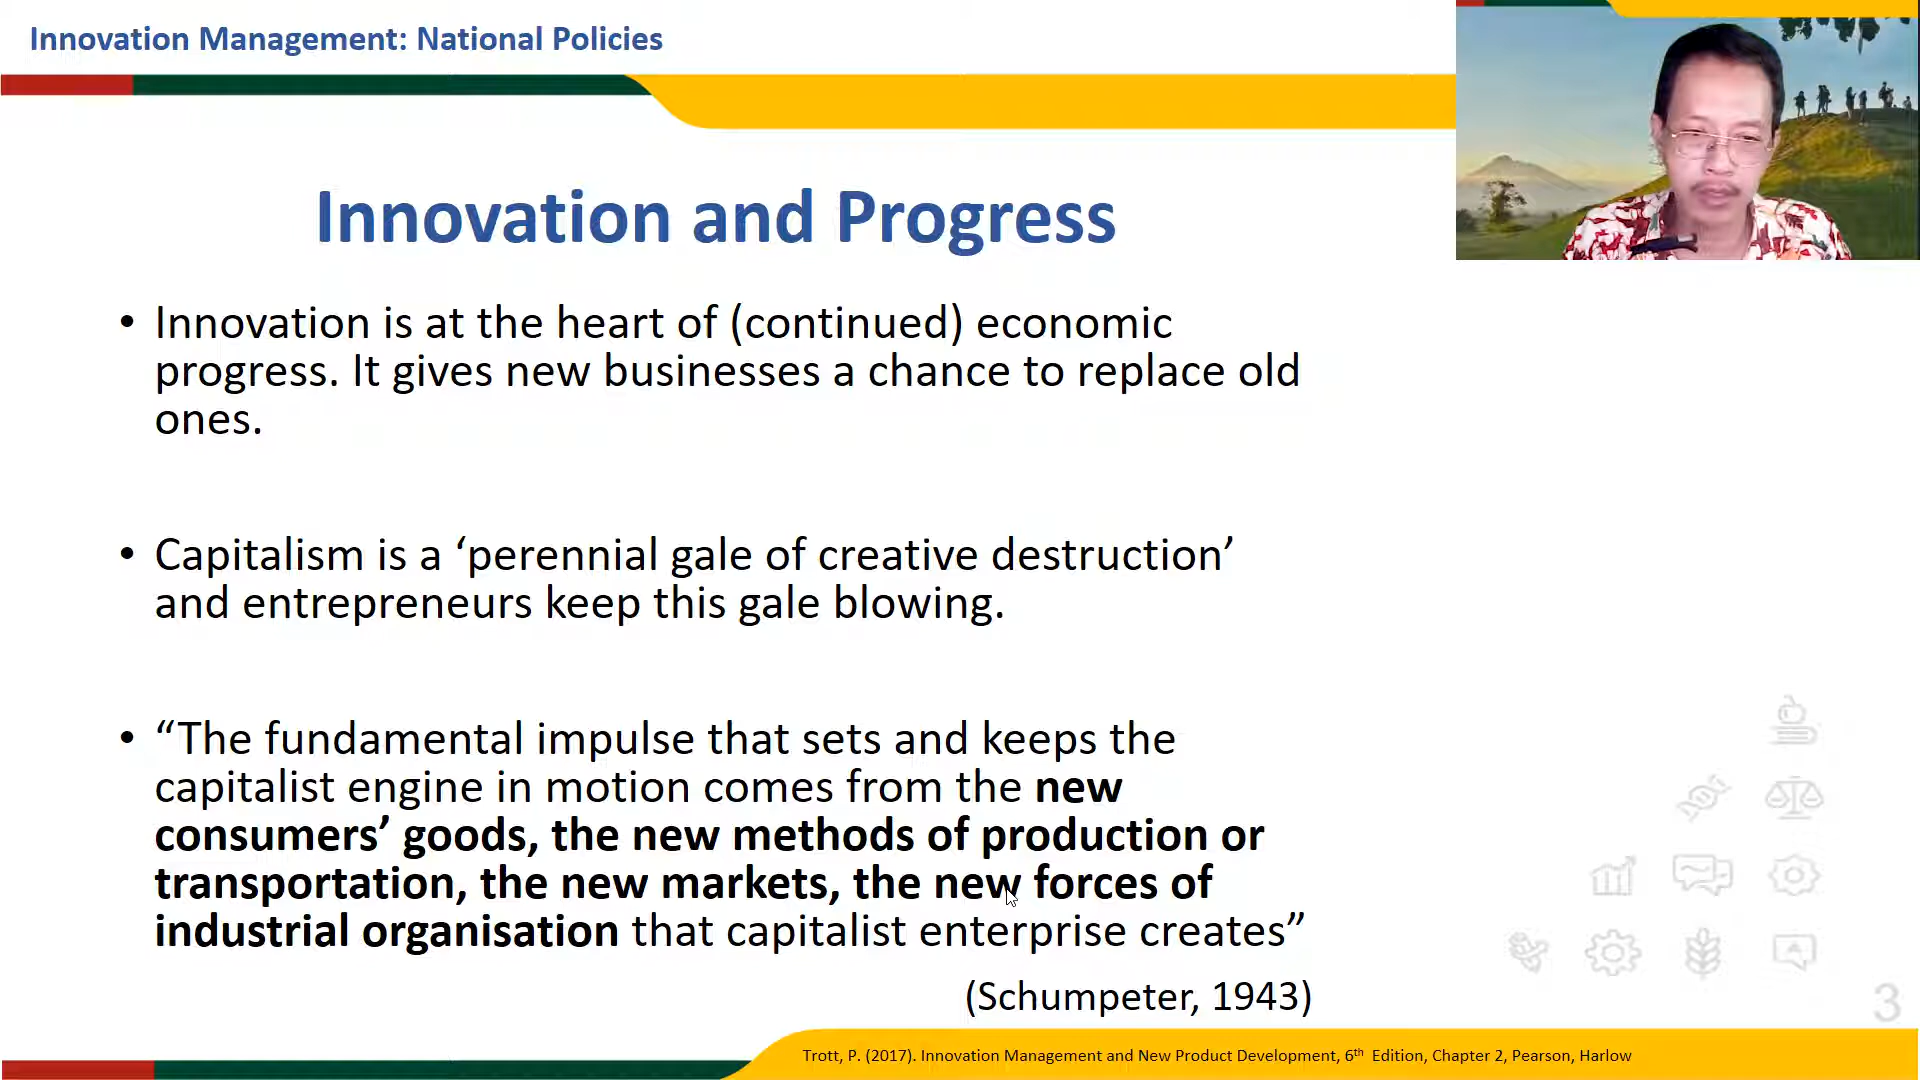 Innovation Management: National Policies
Innovation and Progress
• Innovation is at the heart of (continued) economic
progress. It gives new businesses a chance to replace old
ones.
• Capitalism is a ‘perennial gale of creative destruction’
and entrepreneurs keep this gale blowing.
• “The fundamental impulse that sets and keeps the
capitalist engine in motion comes from the new
consumers’ goods, the new methods of production or
transportation, the new markets, the new forces of
industrial organisation that capitalist enterprise creates”
(Schumpeter, 1943)
3
Trott, P. (2017). Innovation Management and New Product Development, 6th Edition, Chapter 2, Pearson, Harlow